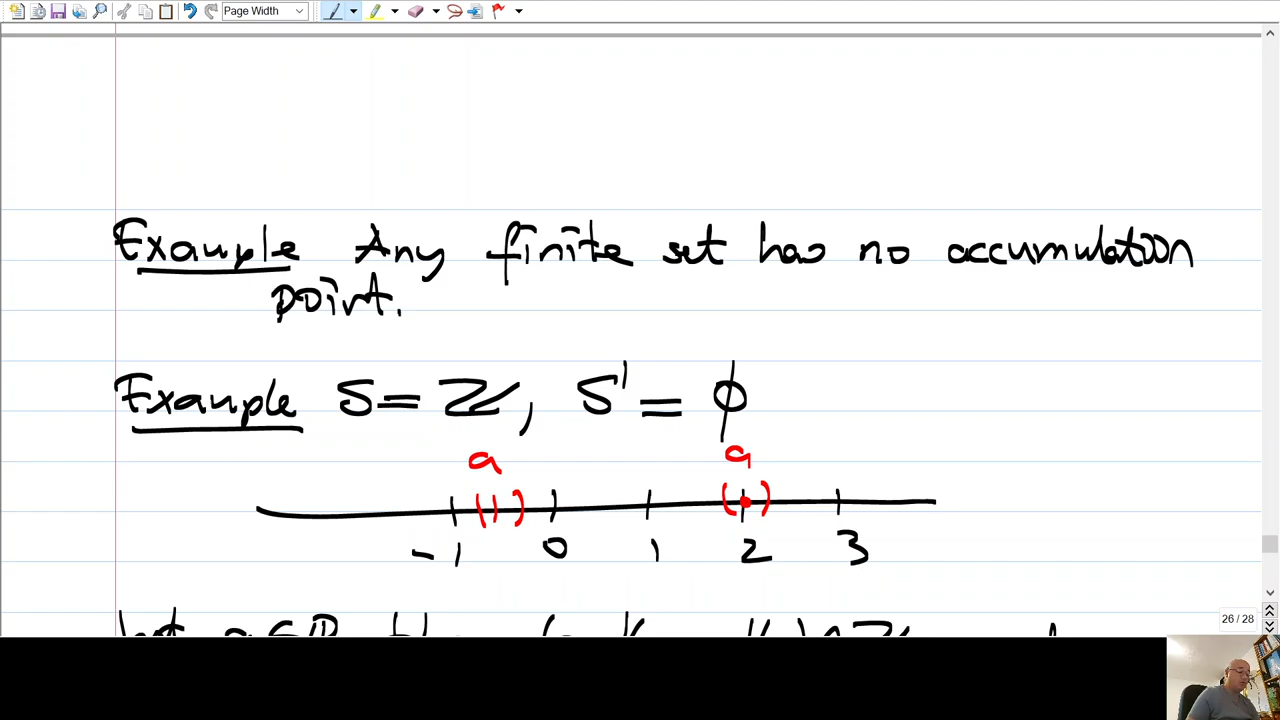 Page Width
Example Any finite set has no accumulation
point.
Example S = ℤ, S' = ϕ
a a
-1 0 1 2 3
26 / 28